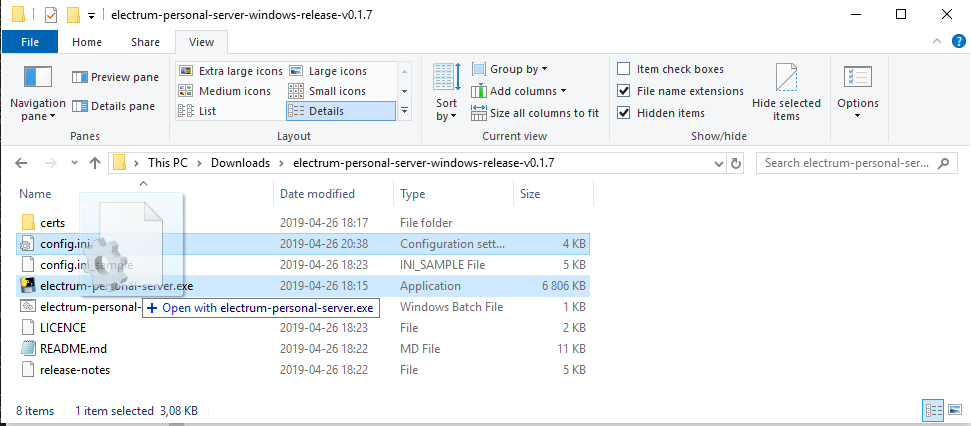 electrum-personal-server-windows-release-v0.1.7
File Home Share View
Preview pane Extra large icons Large icons Group by Item check boxes
Medium icons Small icons Add columns File name extensions
Navigation pane Details pane List Details Sort by Size all columns to fit Hidden items Hide selected items Options
Panes Layout Current view Show/hide
This PC Downloads electrum-personal-server-windows-release-v0.1.7 Search electrum-personal-ser...
Name Date modified Type Size
certs 2019-04-26 18:17 File folder
config.ini 2019-04-26 20:38 Configuration sett... 4 KB
config.ini_sample 2019-04-26 18:23 INI_SAMPLE File 5 KB
electrum-personal-server.exe 2019-04-26 18:15 Application 6 806 KB
electrum-personal- 2019-04-26 18:22 Windows Batch File 1 KB
+ Open with electrum-personal-server.exe
LICENCE 2019-04-26 18:23 File 2 KB
README.md 2019-04-26 18:22 MD File 11 KB
release-notes 2019-04-26 18:22 File 5 KB
8 items 1 item selected 3,08 KB